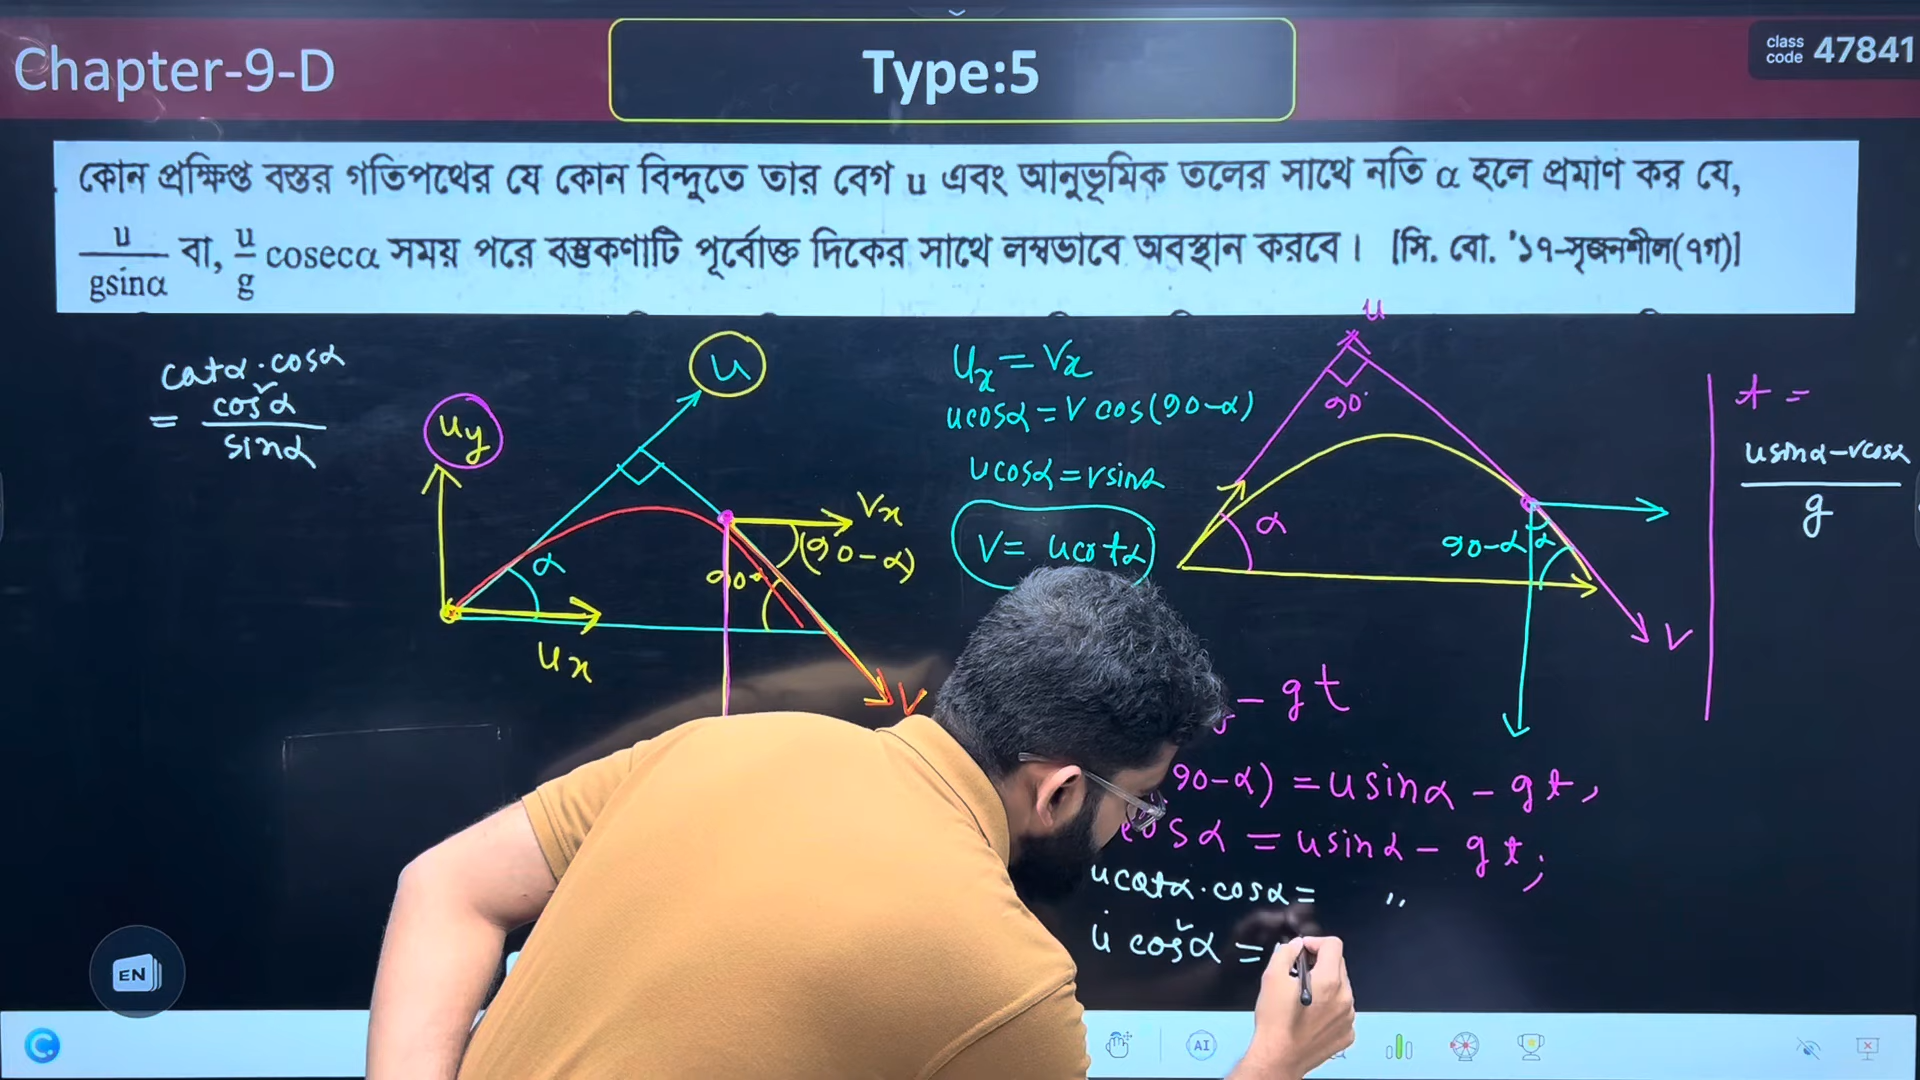 Chapter-9-D
Type:5
class code 47841
কোন প্রক্ষিপ্ত বস্তুর গতিপথের যে কোন বিন্দুতে তার বেগ u এবং আনুভূমিক তলের সাথে নতি α হলে প্রমাণ কর যে,
u/gsinα বা, u/g cosecα সময় পরে বস্তুকণাটি পূর্বোক্ত দিকের সাথে লম্বভাবে অবস্থান করবে। [সি. বো. '১৭-সৃজনশীল(৭গ)]
cotα·cosα
= cos²α/sinα
u
uy
α
ux
Vx
(90-α)
90-α
V
Ux = Vx
ucosα = V cos(90-α)
ucosα = vsinα
V = ucotα
u
90°
α
90-α
α
V
t =
usinα-vcosα
g
- gt
90-α) = usinα - gt,
cosα = usinα - gt;
ucotα·cosα = ,,
u cos²α =
EN
AI